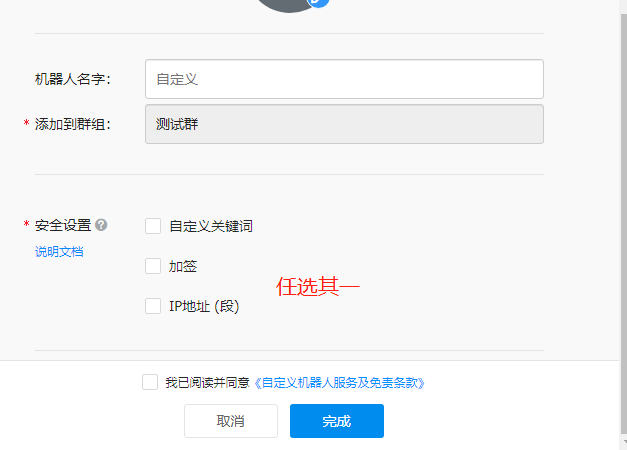 机器人名字：
自定义
* 添加到群组：
测试群
* 安全设置 ?
自定义关键词
说明文档
加签
任选其一
IP地址 (段)
我已阅读并同意《自定义机器人服务及免责条款》
取消
完成